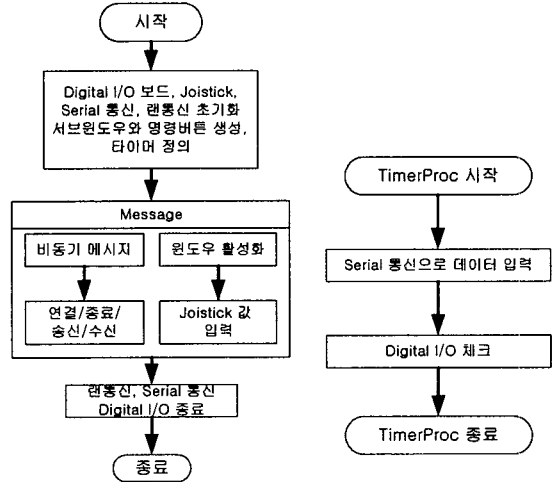 시작
Digital I/O 보드, Joistick,
Serial 통신, 랜통신 초기화
서브윈도우와 명령버튼 생성,
타이머 정의
Message
비동기 메시지
윈도우 활성화
연결/종료/
송신/수신
Joistick 값
입력
랜통신, Serial 통신
Digital I/O 종료
종료
TimerProc 시작
Serial 통신으로 데이터 입력
Digital I/O 체크
TimerProc 종료